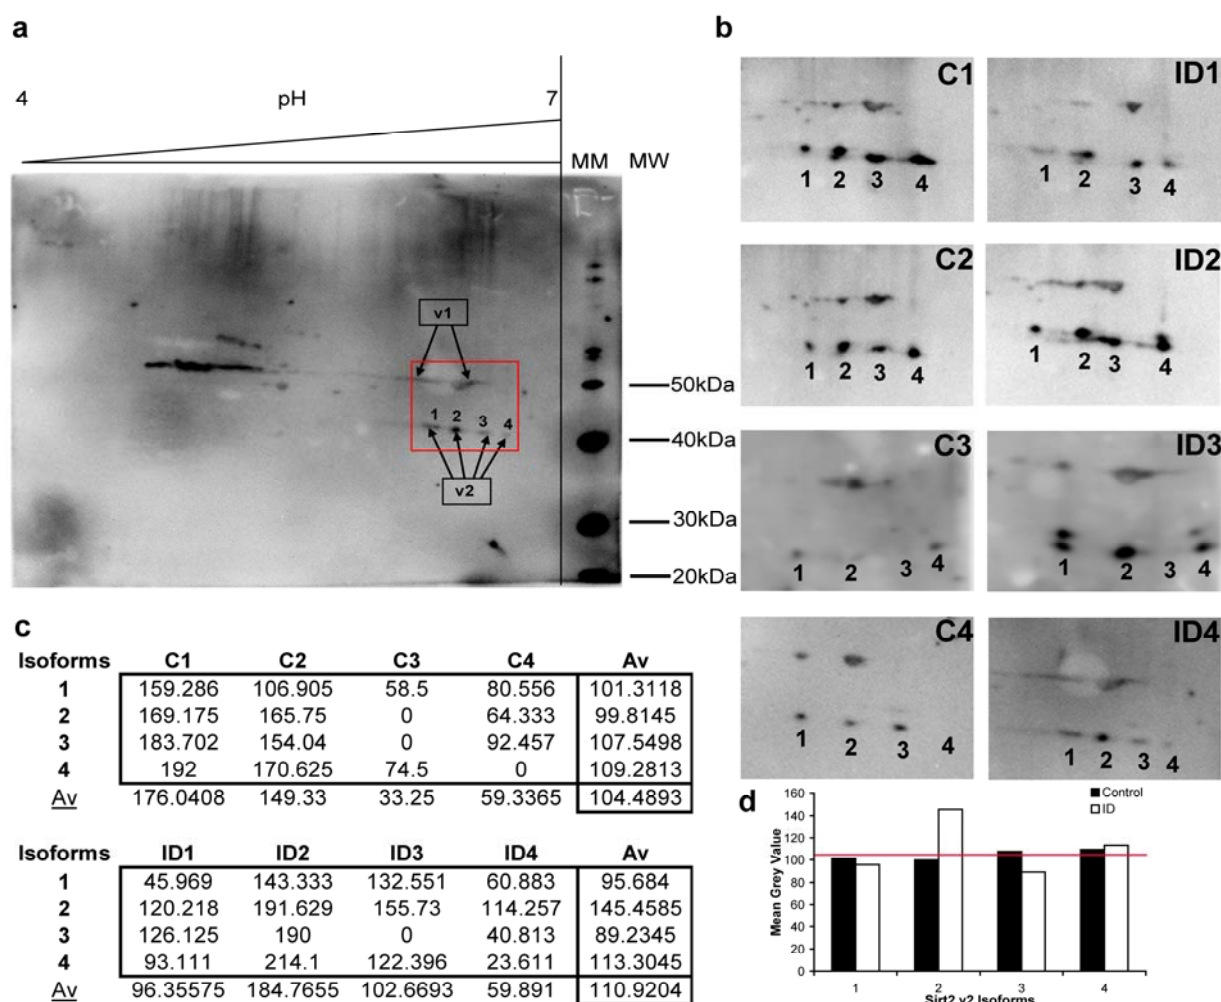 a
4 pH 7
MM MW
v1
50kDa
1 2 3 4
40kDa
v2
30kDa
20kDa
b
C1
1 2 3 4
ID1
1 2 3 4
C2
1 2 3 4
ID2
1 2 3 4
C3
1 2 3 4
ID3
1 2 3 4
C4
1 2 3 4
ID4
1 2 3 4
c
Isoforms C1 C2 C3 C4 Av
1 159.286 106.905 58.5 80.556 101.3118
2 169.175 165.75 0 64.333 99.8145
3 183.702 154.04 0 92.457 107.5498
4 192 170.625 74.5 0 109.2813
Av 176.0408 149.33 33.25 59.3365 104.4893
Isoforms ID1 ID2 ID3 ID4 Av
1 45.969 143.333 132.551 60.883 95.684
2 120.218 191.629 155.73 114.257 145.4585
3 126.125 190 0 40.813 89.2345
4 93.111 214.1 122.396 23.611 113.3045
Av 96.35575 184.7655 102.6693 59.891 110.9204
d
Control
ID
Mean Grey Value
160
140
120
100
80
60
40
20
0
1 2 3 4
Sirt2 v2 Isoforms